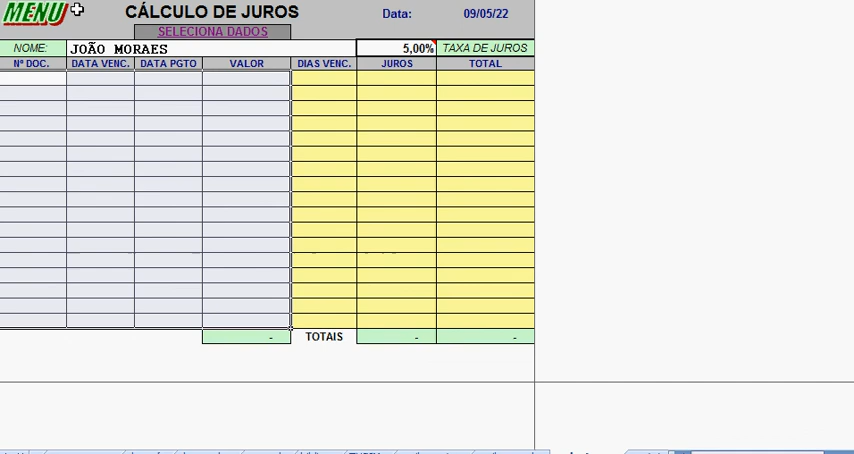 MENU CÁLCULO DE JUROS Data: 09/05/22
SELECIONA DADOS
NOME: JOÃO MORAES 5,00% TAXA DE JUROS
Nº DOC. DATA VENC. DATA PGTO VALOR DIAS VENC. JUROS TOTAL
- TOTAIS - -